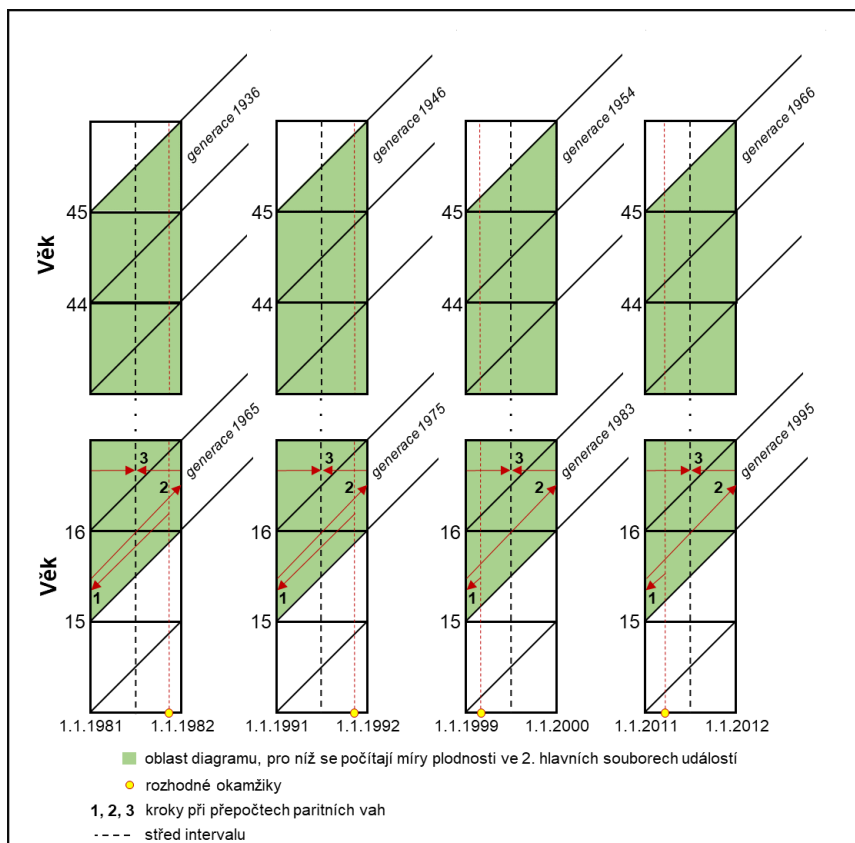 generace 1936
generace 1946
generace 1954
generace 1966
45
45
45
45
Věk
44
44
44
44
generace 1965
generace 1975
generace 1983
generace 1995
3
3
3
3
2
2
2
2
16
16
16
16
Věk
1
1
1
1
15
15
15
15
1.1.1981
1.1.1982
1.1.1991
1.1.1992
1.1.1999
1.1.2000
1.1.2011
1.1.2012
oblast diagramu, pro níž se počítají míry plodnosti ve 2. hlavních souborech událostí
rozhodné okamžiky
1, 2, 3 kroky při přepočtech paritních vah
střed intervalu